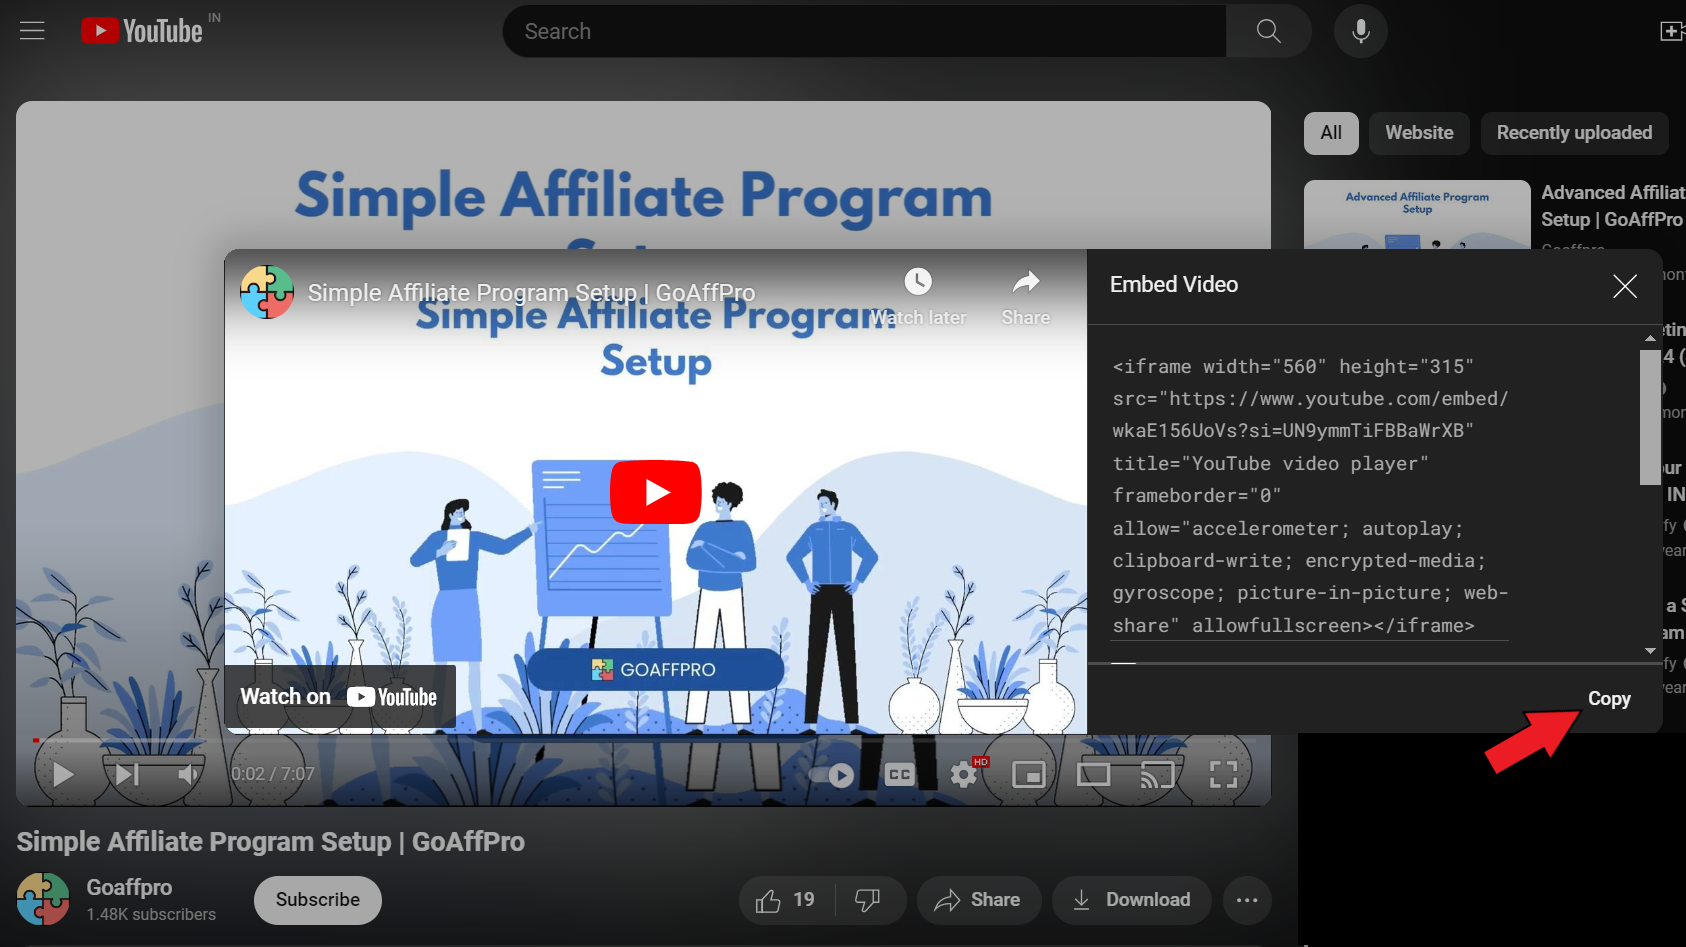 YouTube IN
Search
All
Website
Recently uploaded
Simple Affiliate Program
Advanced Affiliate Program
Setup
Advanced Affiliat
Setup | GoAffPro
Simple Affiliate Program Setup | GoAffPro
Watch later
Share
Simple Affiliate Program
Setup
GOAFFPRO
Watch on YouTube
Embed Video
<iframe width="560" height="315"
src="https://www.youtube.com/embed/
wkaE156UoVs?si=UN9ymmTiFBBaWrXB"
title="YouTube video player"
frameborder="0"
allow="accelerometer; autoplay;
clipboard-write; encrypted-media;
gyroscope; picture-in-picture; web-
share" allowfullscreen></iframe>
Copy
0:02 / 7:07
CC
HD
Simple Affiliate Program Setup | GoAffPro
Goaffpro
1.48K subscribers
Subscribe
19
Share
Download